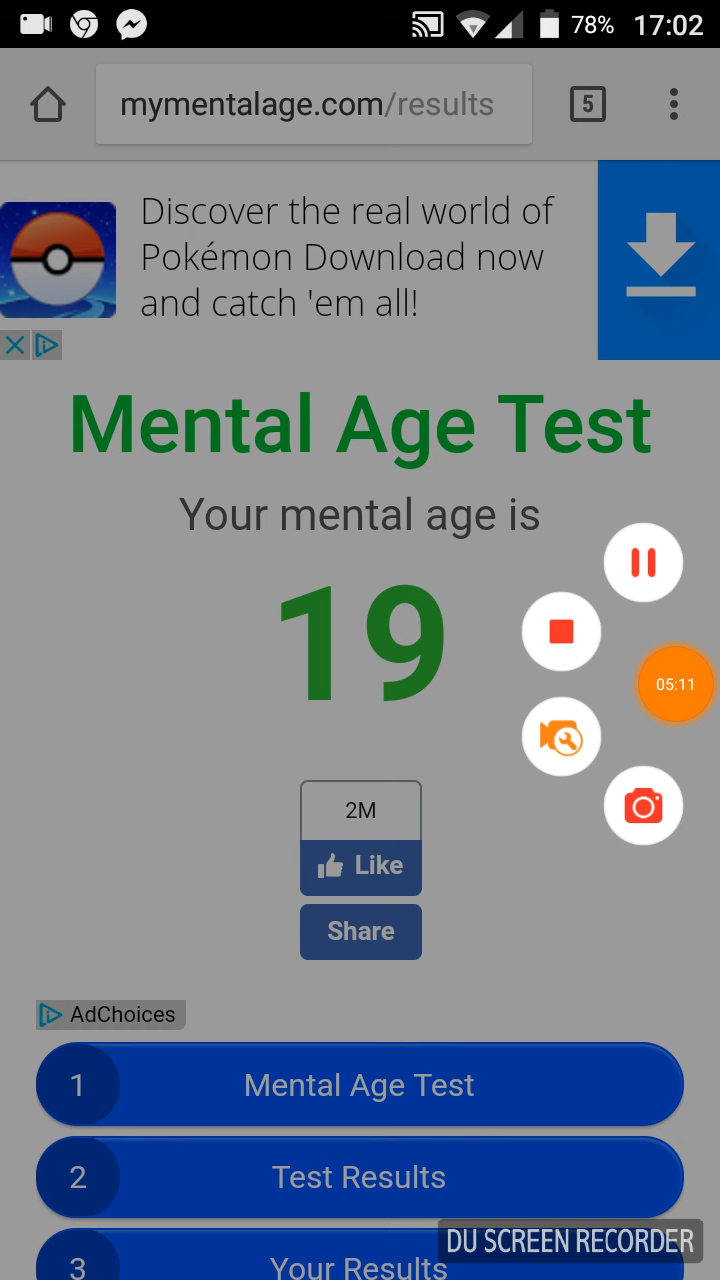 78% 17:02
mymentalage.com/results
5
Discover the real world of
Pokémon Download now
and catch 'em all!
Mental Age Test
Your mental age is
19
05:11
2M
Like
Share
AdChoices
1 Mental Age Test
2 Test Results
3 Your Results
DU SCREEN RECORDER